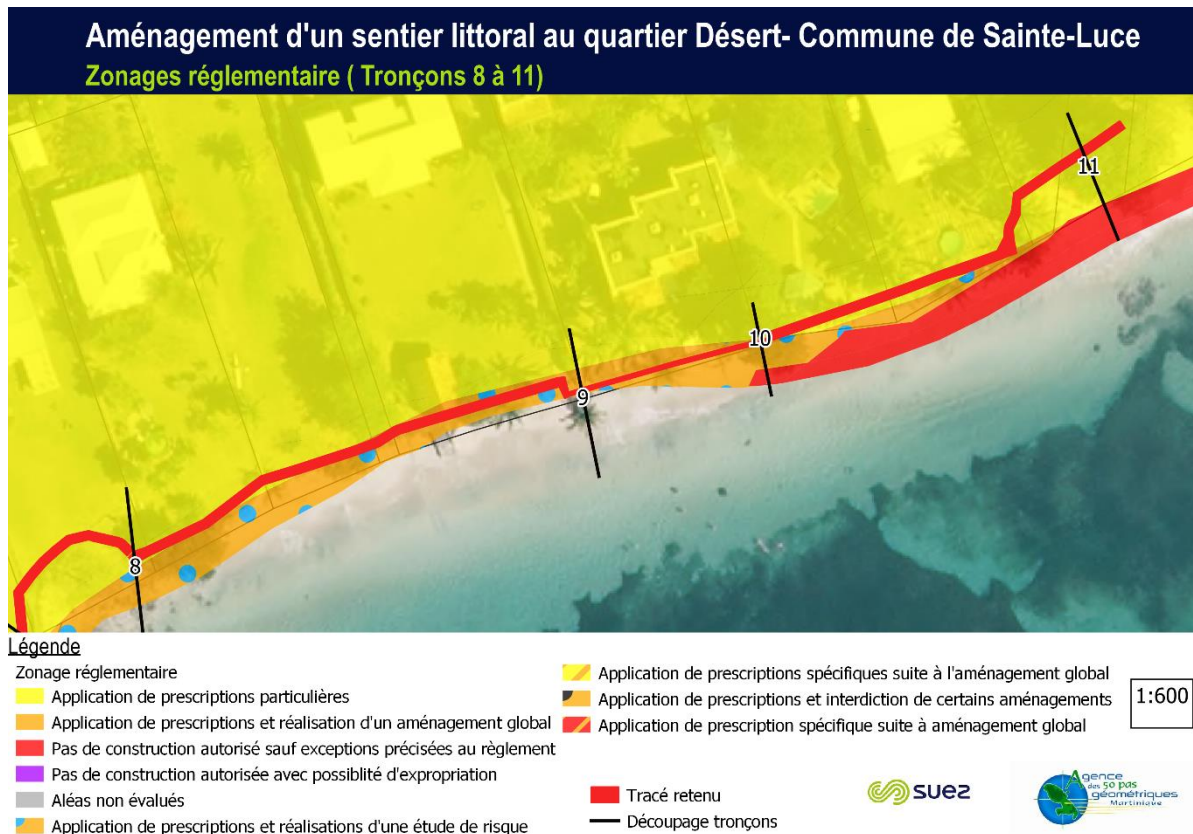 Aménagement d'un sentier littoral au quartier Désert- Commune de Sainte-Luce
Zonages réglementaire ( Tronçons 8 à 11)
11
10
9
8
Légende
Zonage réglementaire
Application de prescriptions particulières
Application de prescriptions et réalisation d'un aménagement global
Pas de construction autorisé sauf exceptions précisées au règlement
Pas de construction autorisée avec possiblité d'expropriation
Aléas non évalués
Application de prescriptions et réalisations d'une étude de risque
Application de prescriptions spécifiques suite à l'aménagement global
Application de prescriptions et interdiction de certains aménagements
Application de prescription spécifique suite à aménagement global
1:600
Tracé retenu
Découpage tronçons
suez
Agence
des 50 pas
géométriques
Martinique